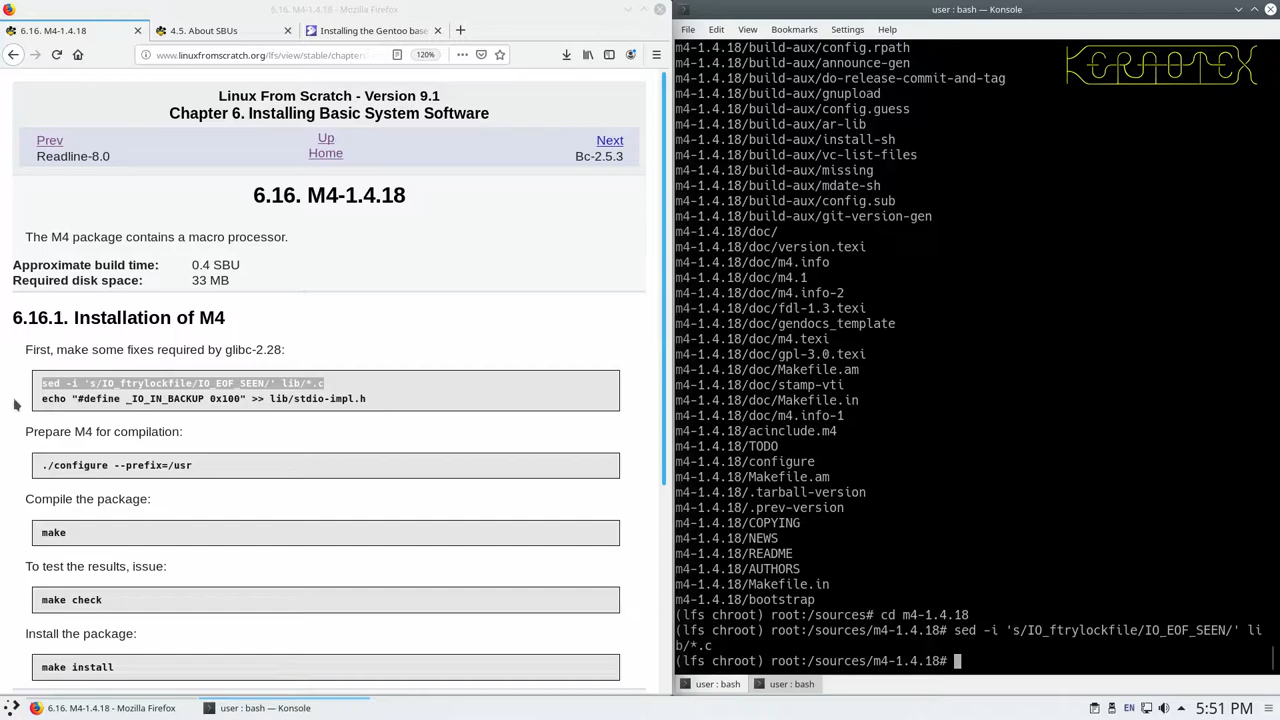 6.16. M4-1.4.18 - Mozilla Firefox
6.16. M4-1.4.18
4.5. About SBUs
Installing the Gentoo base
www.linuxfromscratch.org/lfs/view/stable/chapter
120%
Linux From Scratch - Version 9.1
Chapter 6. Installing Basic System Software
Prev
Up
Next
Readline-8.0
Home
Bc-2.5.3
6.16. M4-1.4.18
The M4 package contains a macro processor.
Approximate build time: 0.4 SBU
Required disk space: 33 MB
6.16.1. Installation of M4
First, make some fixes required by glibc-2.28:
sed -i 's/IO_ftrylockfile/IO_EOF_SEEN/' lib/*.c
echo "#define _IO_IN_BACKUP 0x100" >> lib/stdio-impl.h
Prepare M4 for compilation:
./configure --prefix=/usr
Compile the package:
make
To test the results, issue:
make check
Install the package:
make install
user : bash — Konsole
File Edit View Bookmarks Settings Help
KERNOTEX
m4-1.4.18/build-aux/config.rpath
m4-1.4.18/build-aux/announce-gen
m4-1.4.18/build-aux/do-release-commit-and-tag
m4-1.4.18/build-aux/gnupload
m4-1.4.18/build-aux/config.guess
m4-1.4.18/build-aux/ar-lib
m4-1.4.18/build-aux/install-sh
m4-1.4.18/build-aux/vc-list-files
m4-1.4.18/build-aux/missing
m4-1.4.18/build-aux/mdate-sh
m4-1.4.18/build-aux/config.sub
m4-1.4.18/build-aux/git-version-gen
m4-1.4.18/doc/
m4-1.4.18/doc/version.texi
m4-1.4.18/doc/m4.info
m4-1.4.18/doc/m4.1
m4-1.4.18/doc/m4.info-2
m4-1.4.18/doc/fdl-1.3.texi
m4-1.4.18/doc/gendocs_template
m4-1.4.18/doc/m4.texi
m4-1.4.18/doc/gpl-3.0.texi
m4-1.4.18/doc/Makefile.am
m4-1.4.18/doc/stamp-vti
m4-1.4.18/doc/Makefile.in
m4-1.4.18/doc/m4.info-1
m4-1.4.18/acinclude.m4
m4-1.4.18/TODO
m4-1.4.18/configure
m4-1.4.18/Makefile.am
m4-1.4.18/.tarball-version
m4-1.4.18/.prev-version
m4-1.4.18/COPYING
m4-1.4.18/NEWS
m4-1.4.18/README
m4-1.4.18/AUTHORS
m4-1.4.18/Makefile.in
m4-1.4.18/bootstrap
(lfs chroot) root:/sources# cd m4-1.4.18
(lfs chroot) root:/sources/m4-1.4.18# sed -i 's/IO_ftrylockfile/IO_EOF_SEEN/' li
b/*.c
(lfs chroot) root:/sources/m4-1.4.18#
user : bash
user : bash
6.16. M4-1.4.18 - Mozilla Firefox
user : bash — Konsole
EN
5:51 PM